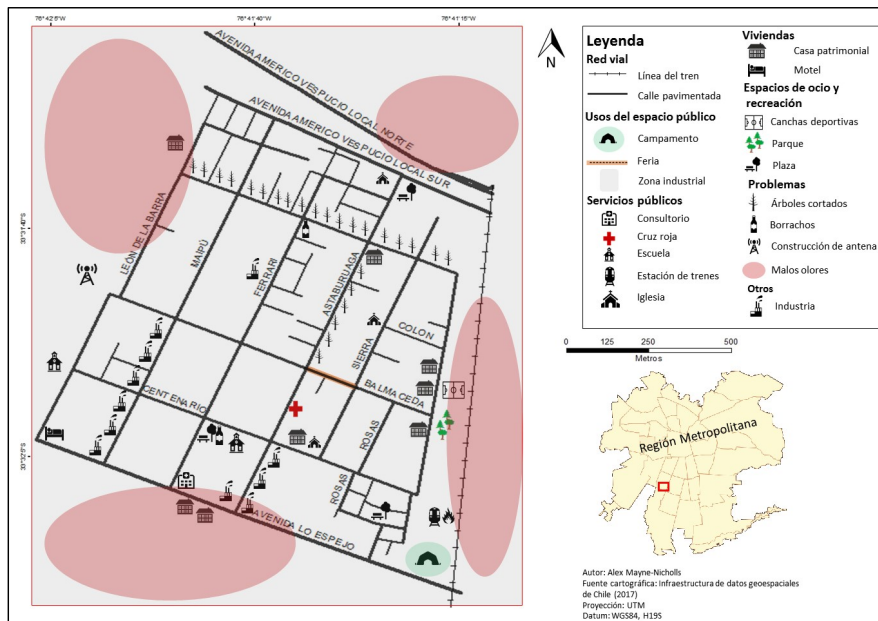 76°42'5"O
76°41'40"O
76°41'15"O
33°31'40"S
33°32'5"S
AVENIDA AMERICO VESPUCIO LOCAL NORTE
AVENIDA AMERICO VESPUCIO LOCAL SUR
LEÓN DE LA BARRA
MAIPÚ
FERRARI
ASTABURUAGA
SIERRA
COLON
BALMACEDA
CENTENARIO
ROSAS
ROSAS
AVENIDA LO ESPEJO
N
Leyenda
Red vial
Línea del tren
Calle pavimentada
Usos del espacio público
Campamento
Feria
Zona industrial
Servicios públicos
Consultorio
Cruz roja
Escuela
Estación de trenes
Iglesia
Viviendas
Casa patrimonial
Motel
Espacios de ocio y
recreación
Canchas deportivas
Parque
Plaza
Problemas
Árboles cortados
Borrachos
Construcción de antena
Malos olores
Otros
Industria
0 125 250 500
Metros
Región Metropolitana
Autor: Alex Mayne-Nicholls
Fuente cartográfica: Infraestructura de datos geoespaciales
de Chile (2017)
Proyección: UTM
Datum: WGS84, H19S